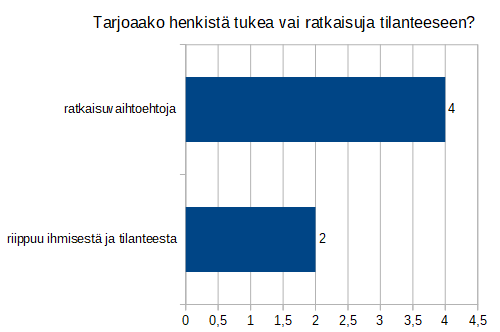 Tarjoaako henkistä tukea vai ratkaisuja tilanteeseen?
ratkaisuvaihtoehtoja
4
riippuu ihmisestä ja tilanteesta
2
0 0,5 1 1,5 2 2,5 3 3,5 4 4,5